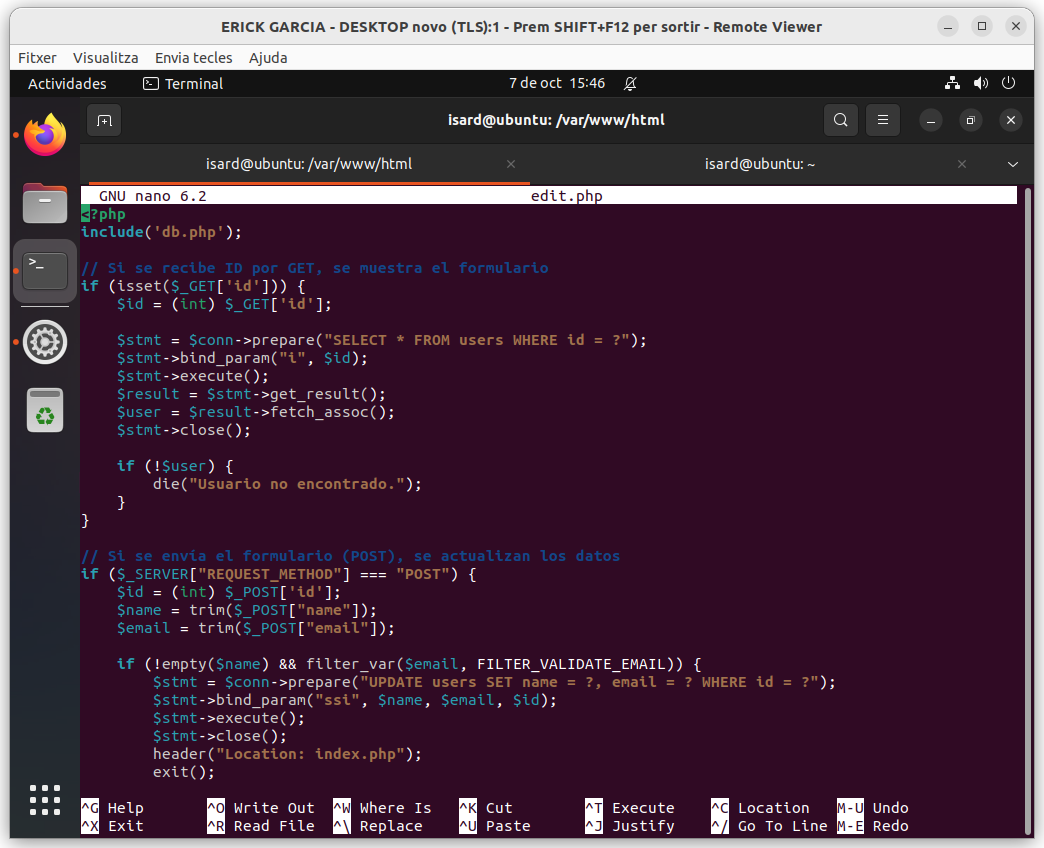 ERICK GARCIA - DESKTOP novo (TLS):1 - Prem SHIFT+F12 per sortir - Remote Viewer
Fitxer Visualitza Envia tecles Ajuda
Actividades Terminal 7 de oct 15:46
isard@ubuntu: /var/www/html
isard@ubuntu: /var/www/html isard@ubuntu: ~
GNU nano 6.2 edit.php
<?php
include('db.php');
// Si se recibe ID por GET, se muestra el formulario
if (isset($_GET['id'])) {
    $id = (int) $_GET['id'];
    $stmt = $conn->prepare("SELECT * FROM users WHERE id = ?");
    $stmt->bind_param("i", $id);
    $stmt->execute();
    $result = $stmt->get_result();
    $user = $result->fetch_assoc();
    $stmt->close();
    if (!$user) {
        die("Usuario no encontrado.");
    }
}
// Si se envía el formulario (POST), se actualizan los datos
if ($_SERVER["REQUEST_METHOD"] === "POST") {
    $id = (int) $_POST['id'];
    $name = trim($_POST["name"]);
    $email = trim($_POST["email"]);
    if (!empty($name) && filter_var($email, FILTER_VALIDATE_EMAIL)) {
        $stmt = $conn->prepare("UPDATE users SET name = ?, email = ? WHERE id = ?");
        $stmt->bind_param("ssi", $name, $email, $id);
        $stmt->execute();
        $stmt->close();
        header("Location: index.php");
        exit();
^G Help ^O Write Out ^W Where Is ^K Cut ^T Execute ^C Location M-U Undo
^X Exit ^R Read File ^\ Replace ^U Paste ^J Justify ^/ Go To Line M-E Redo